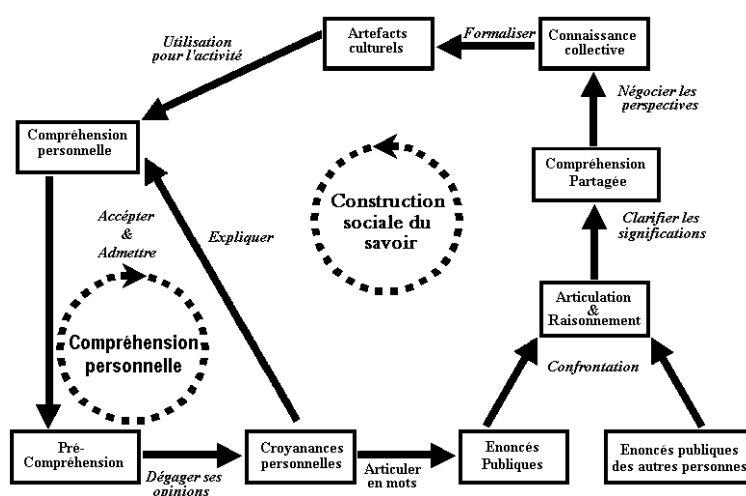 Utilisation
pour l'activité
Artefacts
culturels
Formaliser
Connaissance
collective
Négocier les
perspectives
Compréhension
personnelle
Compréhension
Partagée
Construction
sociale du
savoir
Accépter
&
Admettre
Expliquer
Clarifier les
significations
Articulation
&
Raisonnement
Compréhension
personnelle
Confrontation
Pré-
Compréhension
Dégager ses
opinions
Croyanances
personnelles
Articuler
en mots
Enoncés
Publiques
Enoncés publiques
des autres personnes